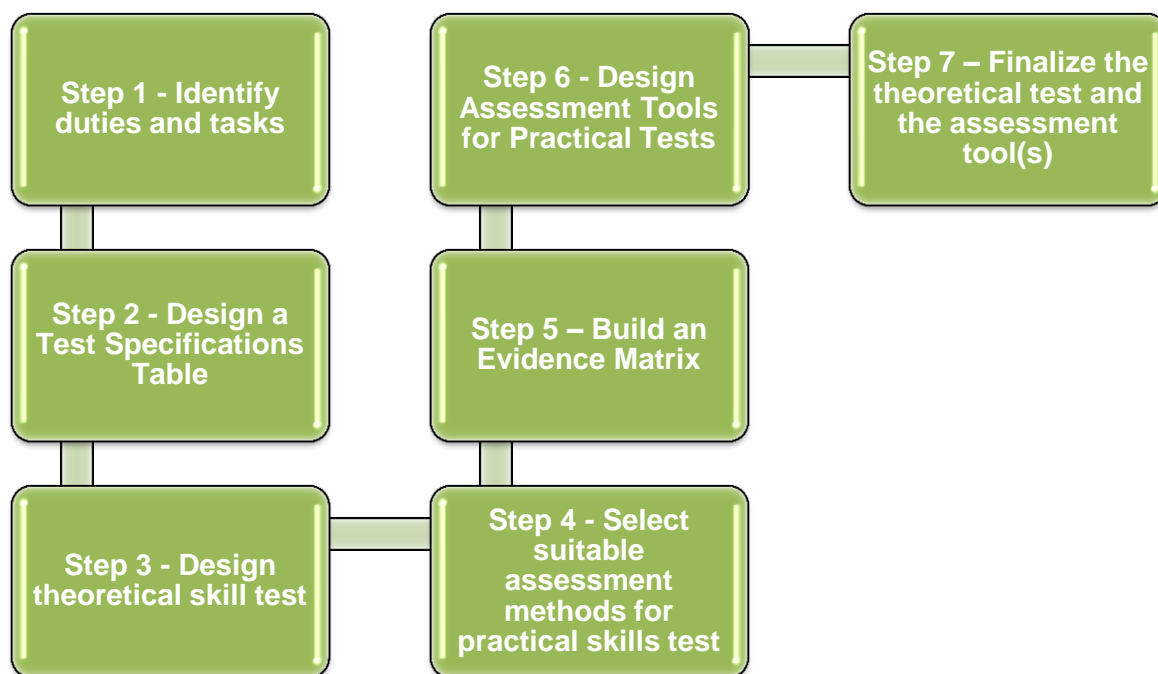 Step 1 - Identify
duties and tasks
Step 2 - Design a
Test Specifications
Table
Step 3 - Design
theoretical skill test
Step 4 - Select
suitable
assessment
methods for
practical skills test
Step 5 – Build an
Evidence Matrix
Step 6 - Design
Assessment Tools
for Practical Tests
Step 7 – Finalize the
theoretical test and
the assessment
tool(s)